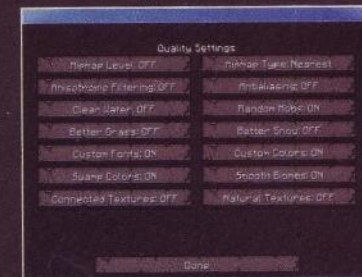 Quality Settings
Mipmap Level: OFF
Mipmap Type: Nearest
Anisotropic Filtering: OFF
Antialiasing: OFF
Clear Water: OFF
Random Mobs: ON
Better Grass: OFF
Better Snow: OFF
Custom Fonts: ON
Custom Colors: ON
Swamp Colors: ON
Smooth Biomes: ON
Connected Textures: OFF
Natural Textures: OFF
Done